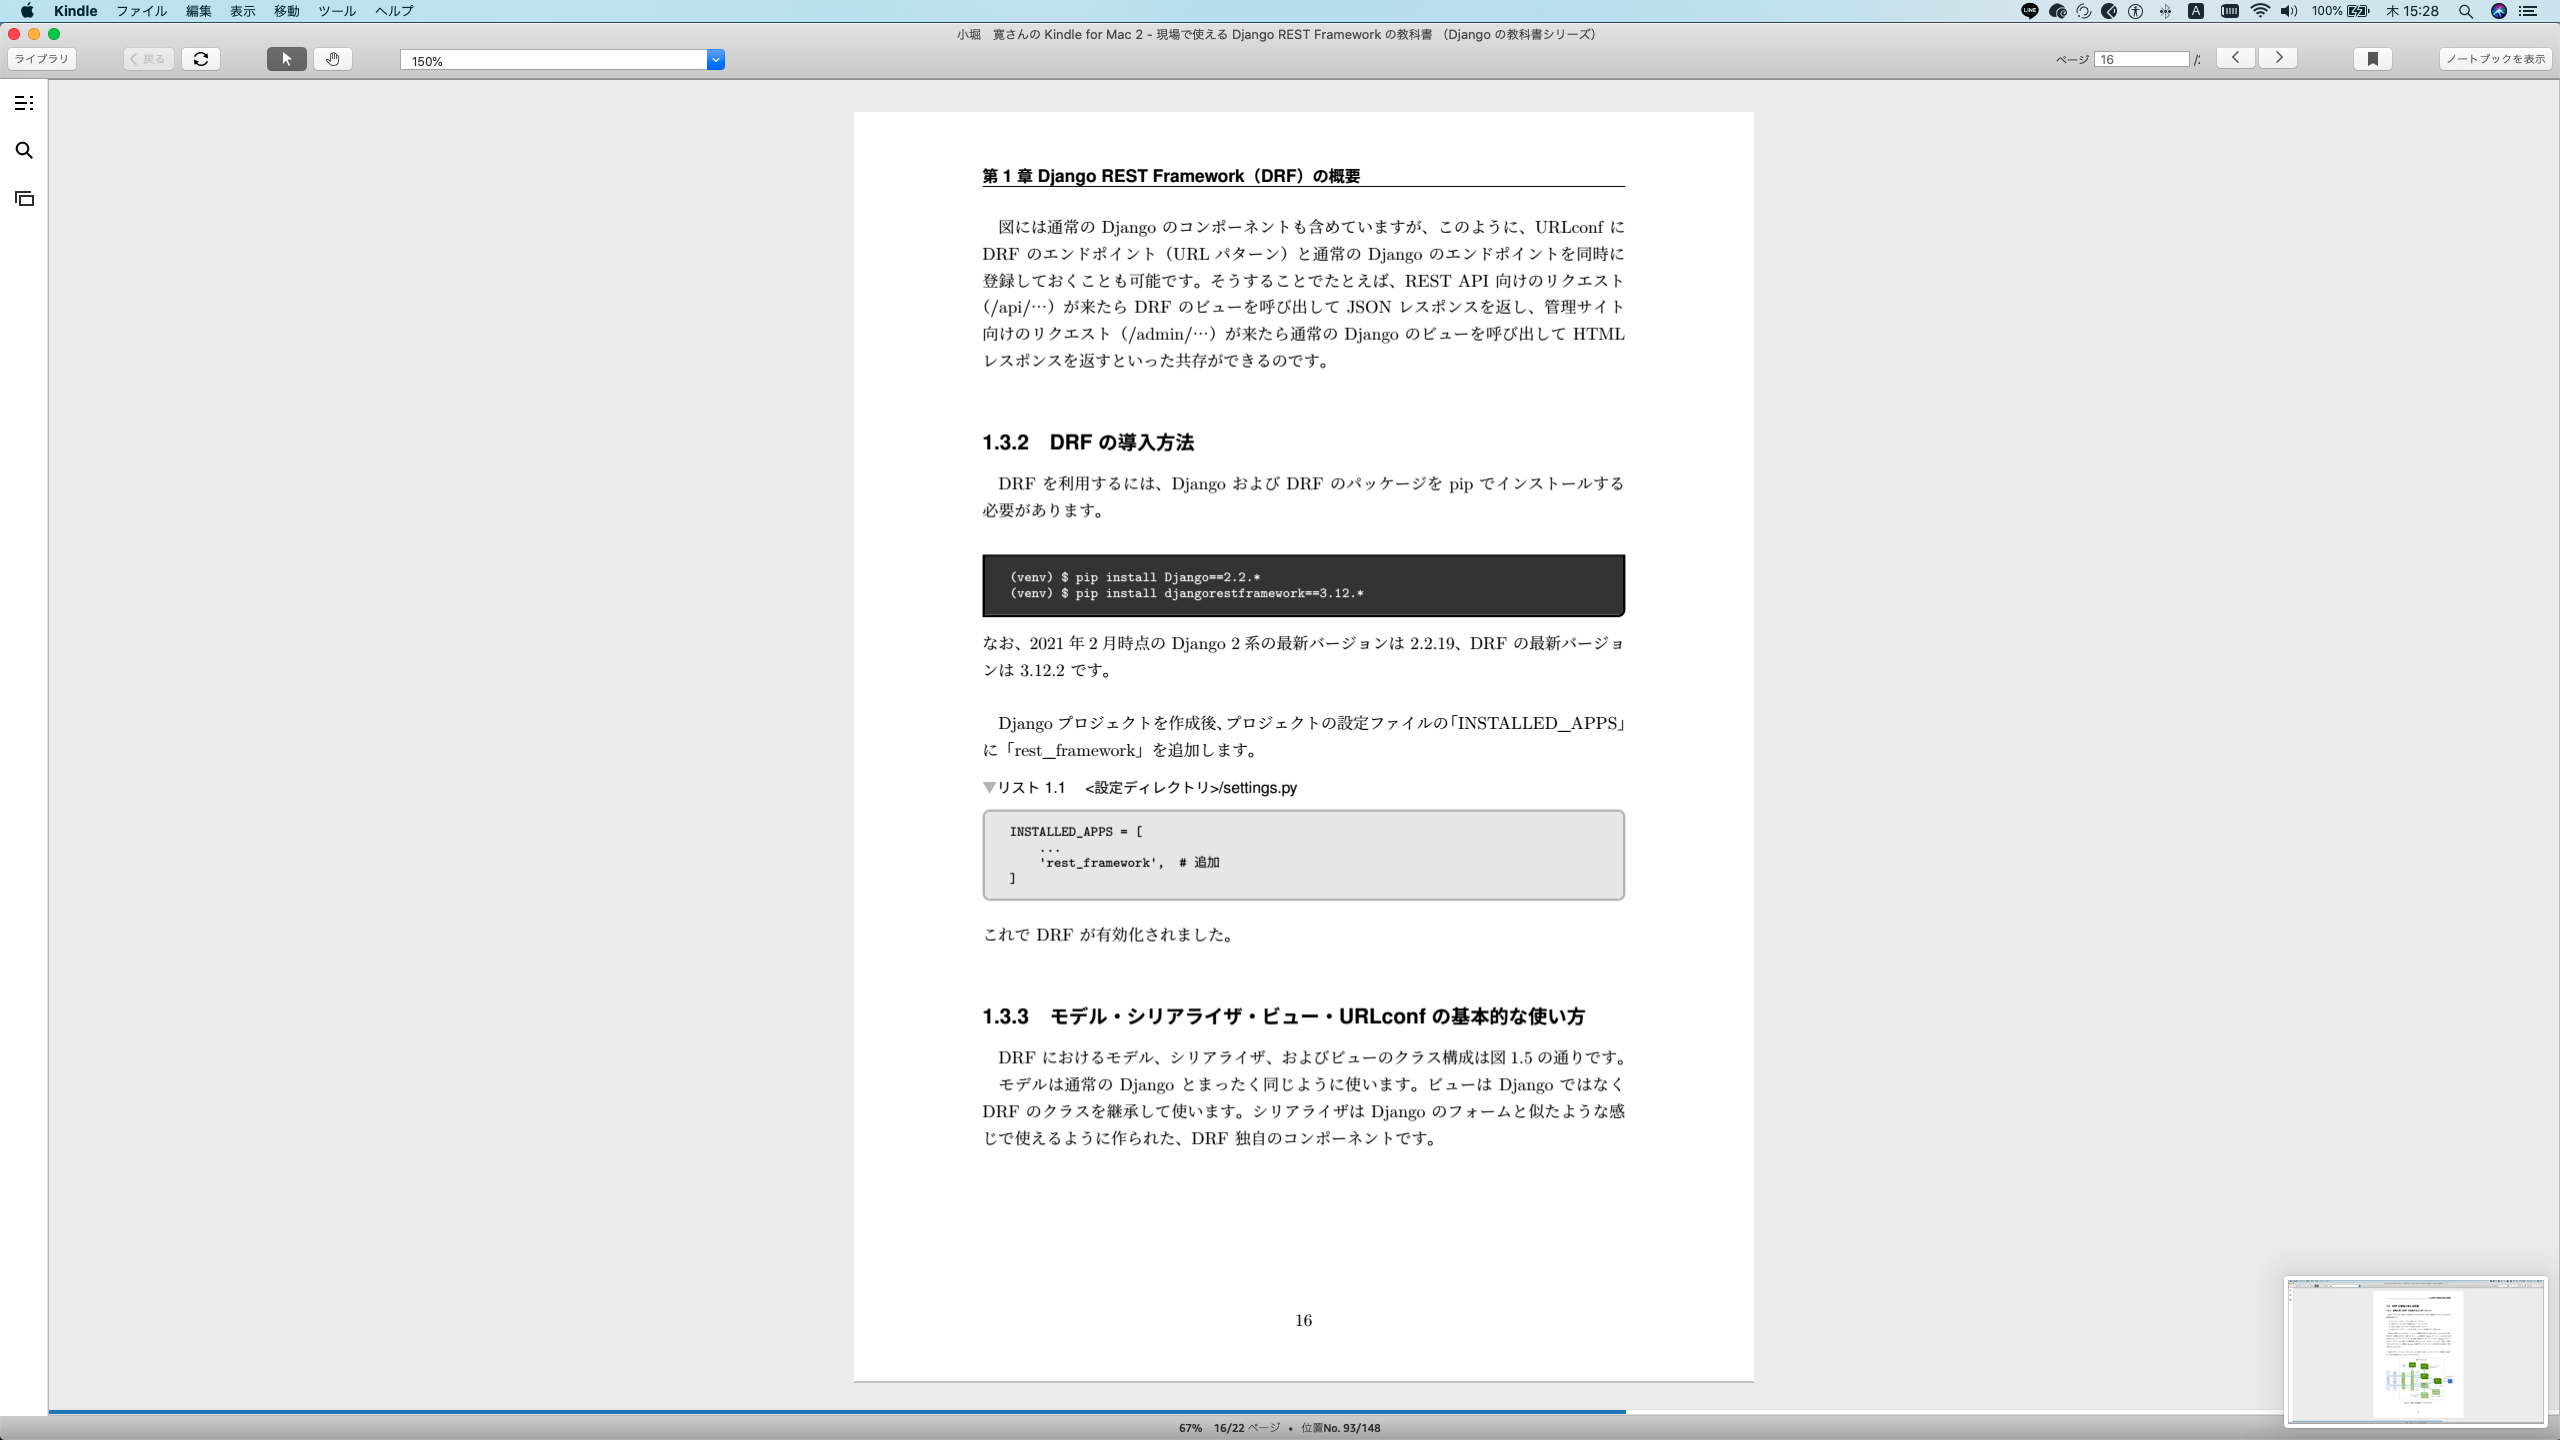 Kindle ファイル 編集 表示 移動 ツール ヘルプ
LINE A 100% 木 15:28
小堀　寛さんの Kindle for Mac 2 - 現場で使える Django REST Framework の教科書 （Django の教科書シリーズ）
ライブラリ 戻る 150% ページ 16 ノートブックを表示
第 1 章 Django REST Framework（DRF）の概要
図には通常の Django のコンポーネントも含めていますが、このように、URLconf に
DRF のエンドポイント（URL パターン）と通常の Django のエンドポイントを同時に
登録しておくことも可能です。そうすることでたとえば、REST API 向けのリクエスト
(/api/…）が来たら DRF のビューを呼び出して JSON レスポンスを返し、管理サイト
向けのリクエスト（/admin/…）が来たら通常の Django のビューを呼び出して HTML
レスポンスを返すといった共存ができるのです。
1.3.2　DRF の導入方法
DRF を利用するには、Django および DRF のパッケージを pip でインストールする
必要があります。
(venv) $ pip install Django==2.2.*
(venv) $ pip install djangorestframework==3.12.*
なお、2021 年 2 月時点の Django 2 系の最新バージョンは 2.2.19、DRF の最新バージョ
ンは 3.12.2 です。
Django プロジェクトを作成後、プロジェクトの設定ファイルの「INSTALLED_APPS」
に「rest_framework」を追加します。
▼リスト 1.1　<設定ディレクトリ>/settings.py
INSTALLED_APPS = [
...
'rest_framework',  # 追加
]
これで DRF が有効化されました。
1.3.3　モデル・シリアライザ・ビュー・URLconf の基本的な使い方
DRF におけるモデル、シリアライザ、およびビューのクラス構成は図 1.5 の通りです。
モデルは通常の Django とまったく同じように使います。ビューは Django ではなく
DRF のクラスを継承して使います。シリアライザは Django のフォームと似たような感
じで使えるように作られた、DRF 独自のコンポーネントです。
16
67% 16/22 ページ • 位置No. 93/148